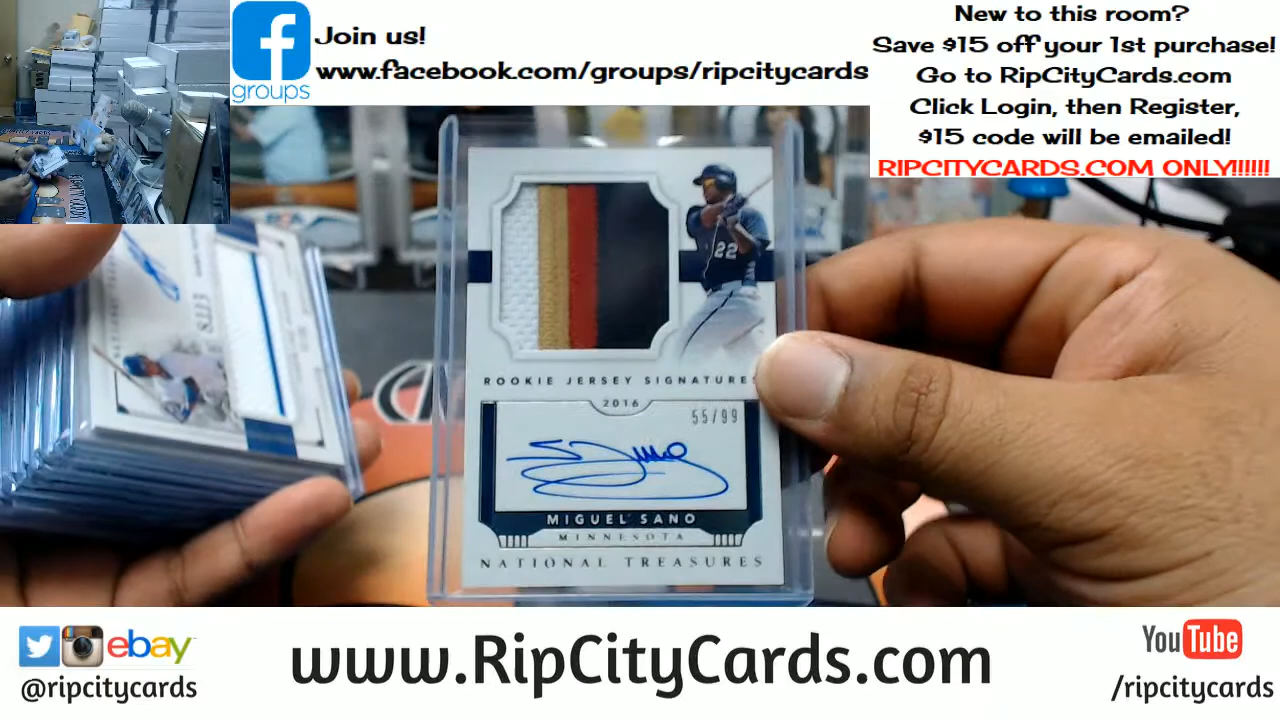 Join us!
www.facebook.com/groups/ripcitycards
groups
New to this room?
Save $15 off your 1st purchase!
Go to RipCityCards.com
Click Login, then Register,
$15 code will be emailed!
RIPCITYCARDS.COM ONLY!!!!!!
22
ROOKIE JERSEY SIGNATURES
2016
55/99
MIGUEL SANO
MINNESOTA
NATIONAL TREASURES
ebay
@ripcitycards
www.RipCityCards.com
YouTube
/ripcitycards